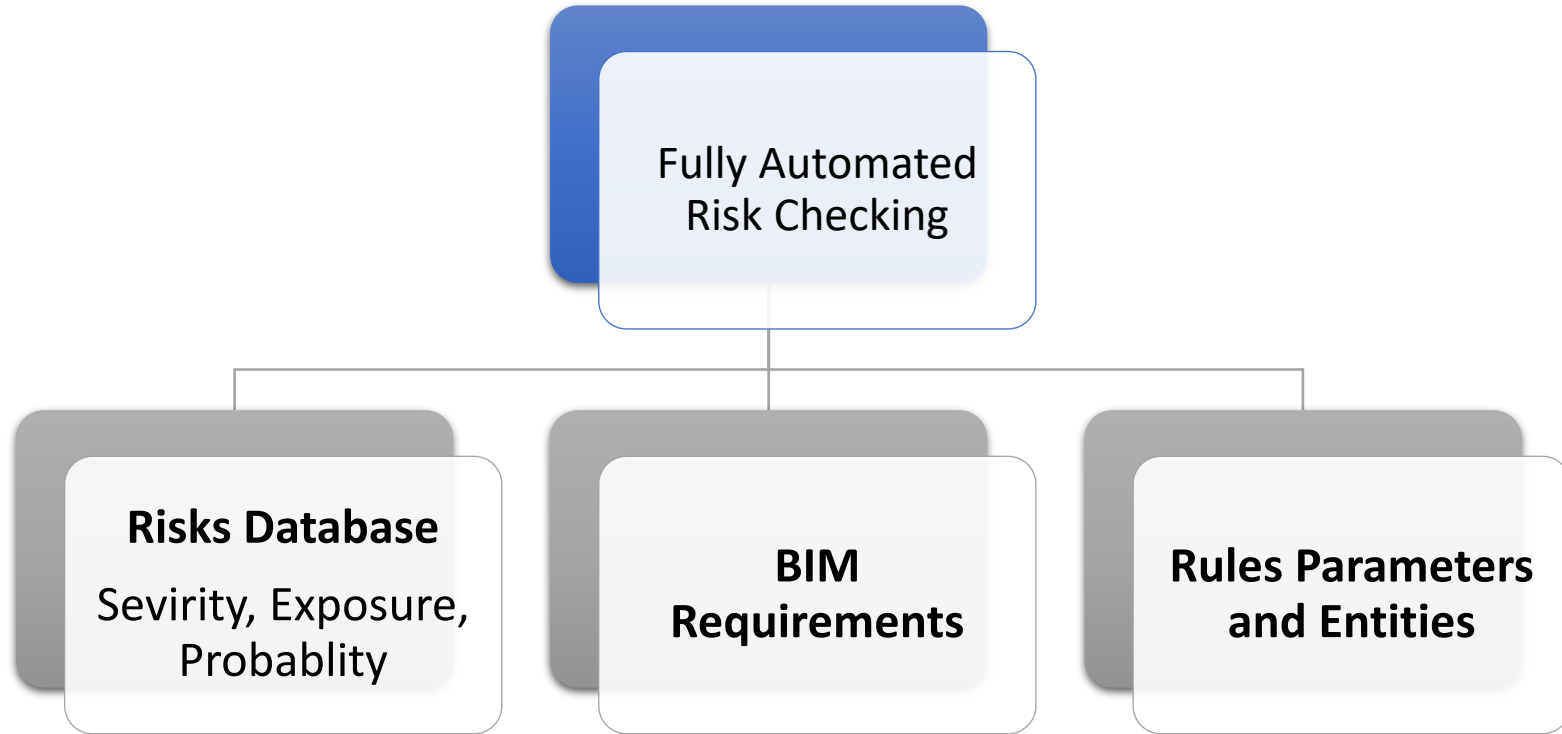 Fully Automated
Risk Checking
Risks Database
Sevirity, Exposure,
Probablity
BIM
Requirements
Rules Parameters
and Entities